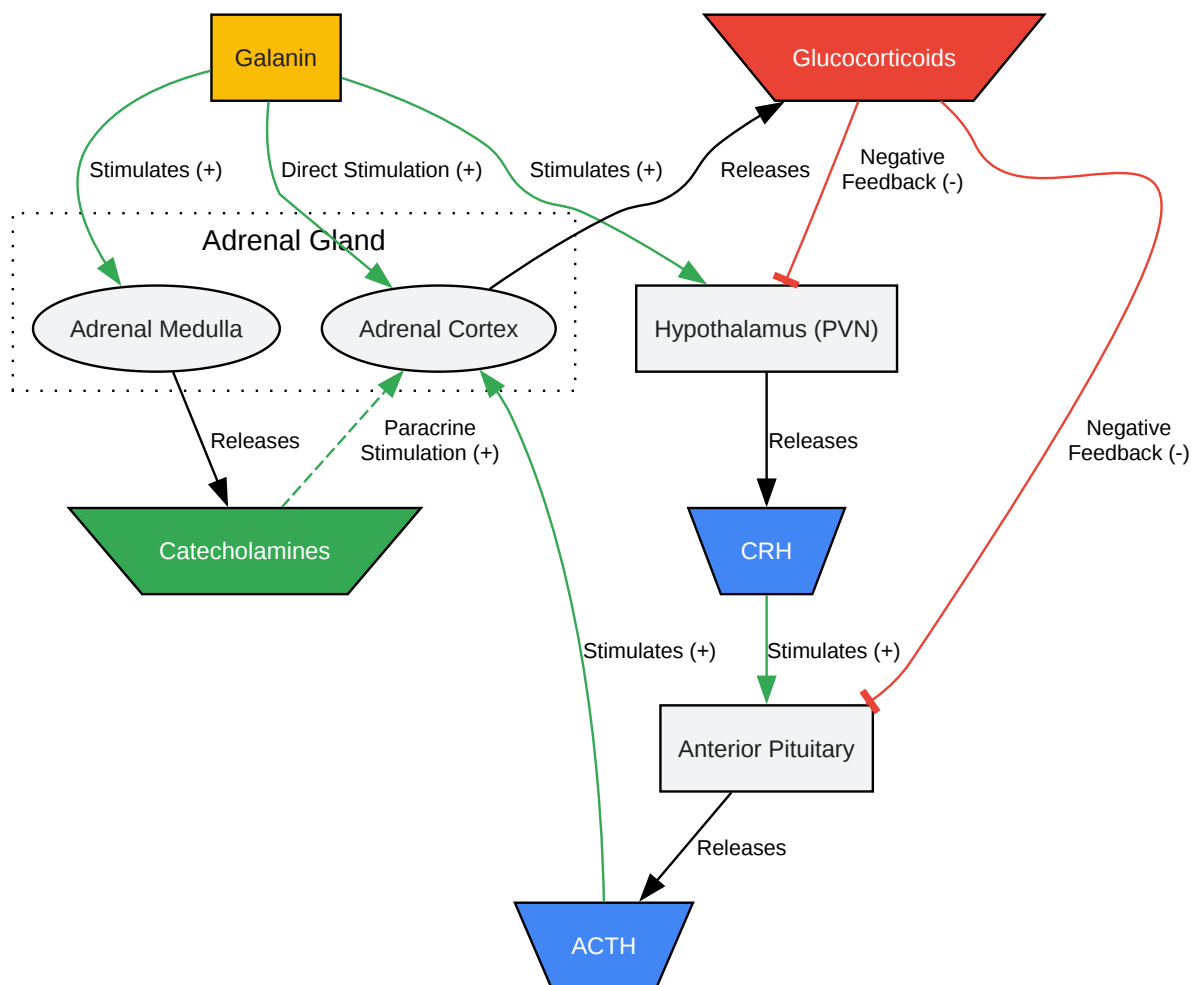 Galanin
Glucocorticoids
Stimulates (+)
Direct Stimulation (+)
Stimulates (+)
Releases
Negative
Feedback (-)
Adrenal Gland
Adrenal Medulla
Adrenal Cortex
Hypothalamus (PVN)
Releases
Paracrine
Stimulation (+)
Releases
Negative
Feedback (-)
Catecholamines
CRH
Stimulates (+)
Stimulates (+)
Anterior Pituitary
Releases
ACTH